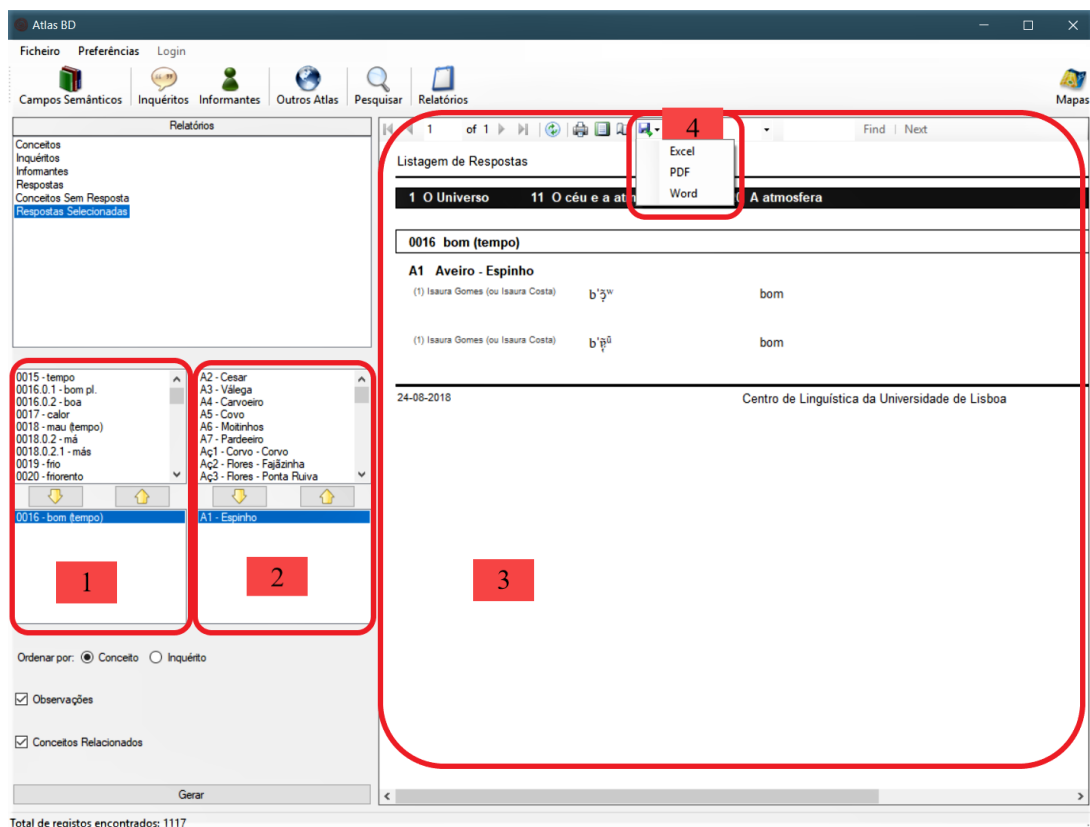 Atlas BD
Ficheiro Preferências Login
Campos Semânticos Inquéritos Informantes Outros Atlas Pesquisar Relatórios Mapas
Relatórios
Conceitos
Inquéritos
Informantes
Respostas
Conceitos Sem Resposta
Respostas Selecionadas
0015 - tempo
0016.0.1 - bom pl.
0016.0.2 - boa
0017 - calor
0018 - mau (tempo)
0018.0.2 - má
0018.0.2.1 - más
0019 - frio
0020 - friorento
0016 - bom (tempo)
1
A2 - Cesar
A3 - Válega
A4 - Carvoeiro
A5 - Covo
A6 - Moitinhos
A7 - Pardeeiro
Aç1 - Corvo - Corvo
Aç2 - Flores - Fajãzinha
Aç3 - Flores - Ponta Ruiva
A1 - Espinho
2
Ordenar por: Conceito Inquérito
Observações
Conceitos Relacionados
Gerar
1 of 1 4 Find | Next
Excel
PDF
Word
Listagem de Respostas
1 O Universo 11 O céu e a A atmosfera
0016 bom (tempo)
A1 Aveiro - Espinho
(1) Isaura Gomes (ou Isaura Costa) bom
(1) Isaura Gomes (ou Isaura Costa) bom
24-08-2018 Centro de Linguística da Universidade de Lisboa
3
Total de registos encontrados: 1117